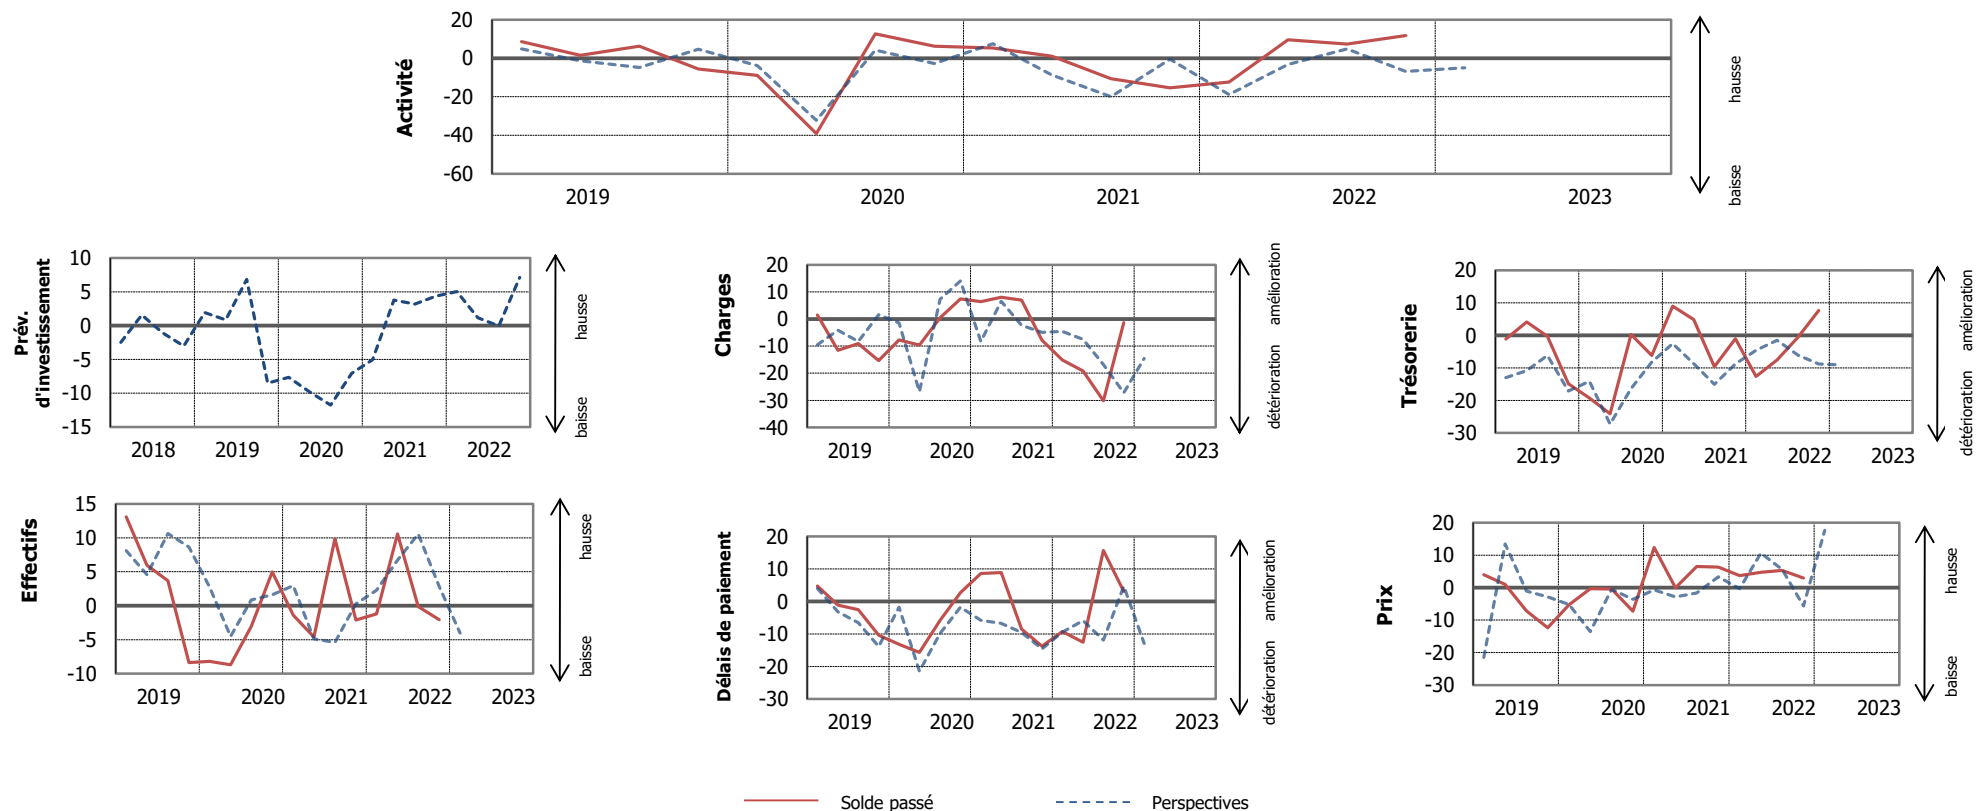 Activité
20
0
-20
-40
-60
2019 2020 2021 2022 2023
hausse
baisse
Prév.
d'investissement
10
5
0
-5
-10
-15
2018 2019 2020 2021 2022
hausse
baisse
Charges
20
10
0
-10
-20
-30
-40
2019 2020 2021 2022 2023
amélioration
détérioration
Trésorerie
20
10
0
-10
-20
-30
2019 2020 2021 2022 2023
amélioration
détérioration
Effectifs
15
10
5
0
-5
-10
2019 2020 2021 2022 2023
hausse
baisse
Délais de paiement
20
10
0
-10
-20
-30
2019 2020 2021 2022 2023
amélioration
détérioration
Prix
20
10
0
-10
-20
-30
2019 2020 2021 2022 2023
hausse
baisse
Solde passé Perspectives